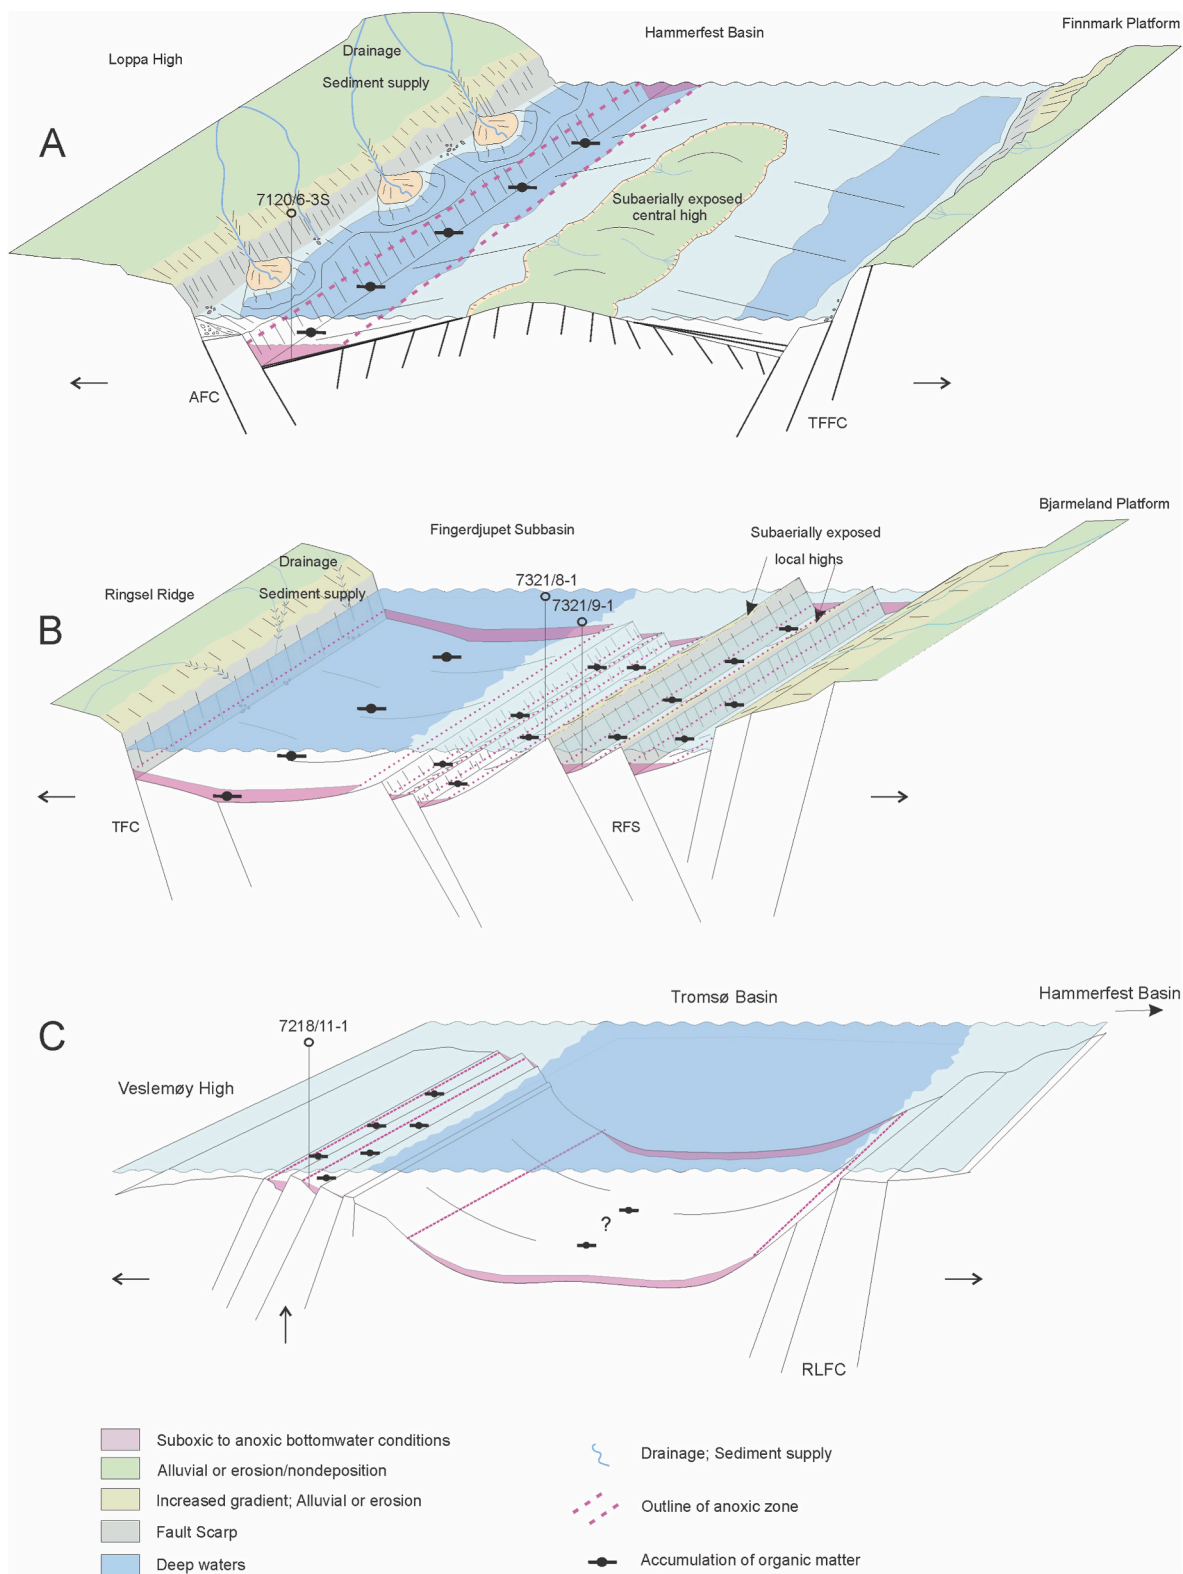 Finnmark Platform
Hammerfest Basin
Loppa High
Drainage
Sediment supply
A
7120/6-3S
Subaerially exposed
central high
AFC
TFFC
Bjarmeland Platform
Fingerdjupet Subbasin
Subaerially exposed
local highs
Drainage
Sediment supply
Ringsel Ridge
7321/8-1
7321/9-1
B
TFC
RFS
Hammerfest Basin
Tromsø Basin
C
7218/11-1
Veslemøy High
?
RLFC
Suboxic to anoxic bottomwater conditions
Alluvial or erosion/nondeposition
Increased gradient; Alluvial or erosion
Fault Scarp
Deep waters
Drainage; Sediment supply
Outline of anoxic zone
Accumulation of organic matter